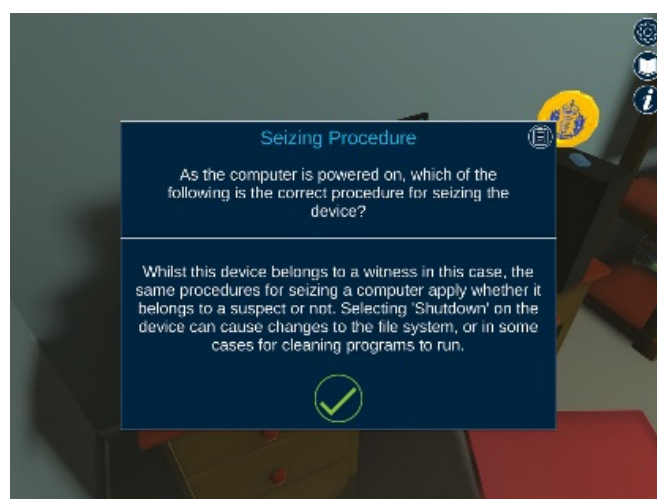 Seizing Procedure
As the computer is powered on, which of the
following is the correct procedure for seizing the
device?
Whilst this device belongs to a witness in this case, the
same procedures for seizing a computer apply whether it
belongs to a suspect or not. Selecting 'Shutdown' on the
device can cause changes to the file system, or in some
cases for cleaning programs to run.
i